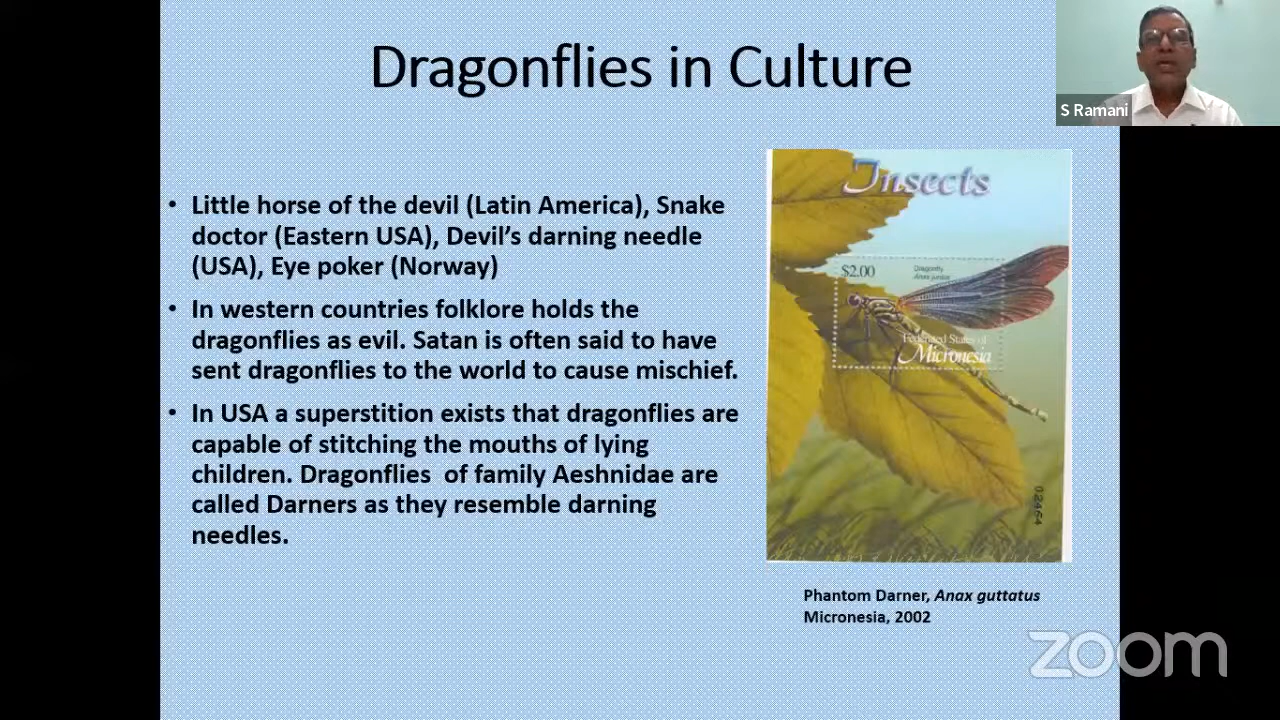 Dragonflies in Culture
S Ramani
• Little horse of the devil (Latin America), Snake
doctor (Eastern USA), Devil’s darning needle
(USA), Eye poker (Norway)
• In western countries folklore holds the
dragonflies as evil. Satan is often said to have
sent dragonflies to the world to cause mischief.
• In USA a superstition exists that dragonflies are
capable of stitching the mouths of lying
children. Dragonflies of family Aeshnidae are
called Darners as they resemble darning
needles.
Insects
$2.00
Dragonfly
Anax junius
Federated States of
Micronesia
02464
Phantom Darner, Anax guttatus
Micronesia, 2002
zoom